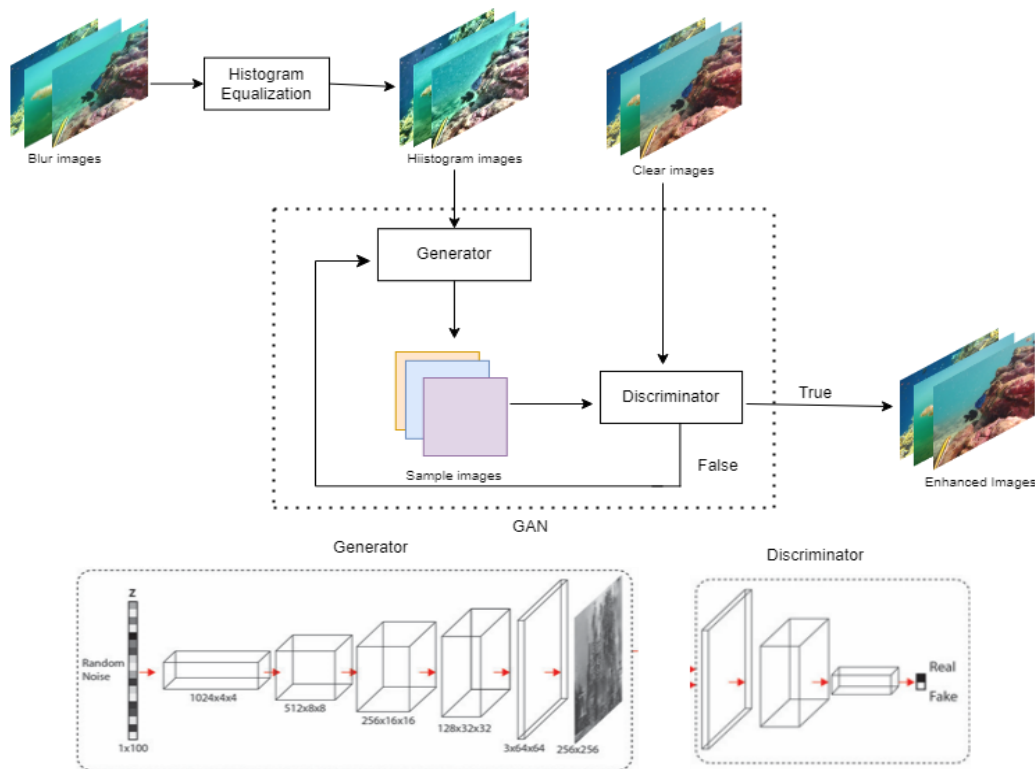 Histogram
Equalization
Blur images
Hiistogram images
Clear images
Generator
Discriminator
True
False
Sample images
Enhanced Images
GAN
Generator
Discriminator
Z
Random
Noise
1x100
1024x4x4
512x8x8
256x16x16
128x32x32
3x64x64
256x256
Real
Fake